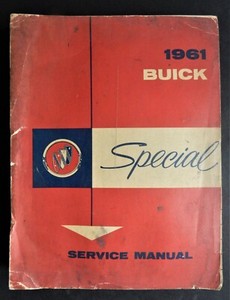 1961
BUICK
Special
SERVICE MANUAL